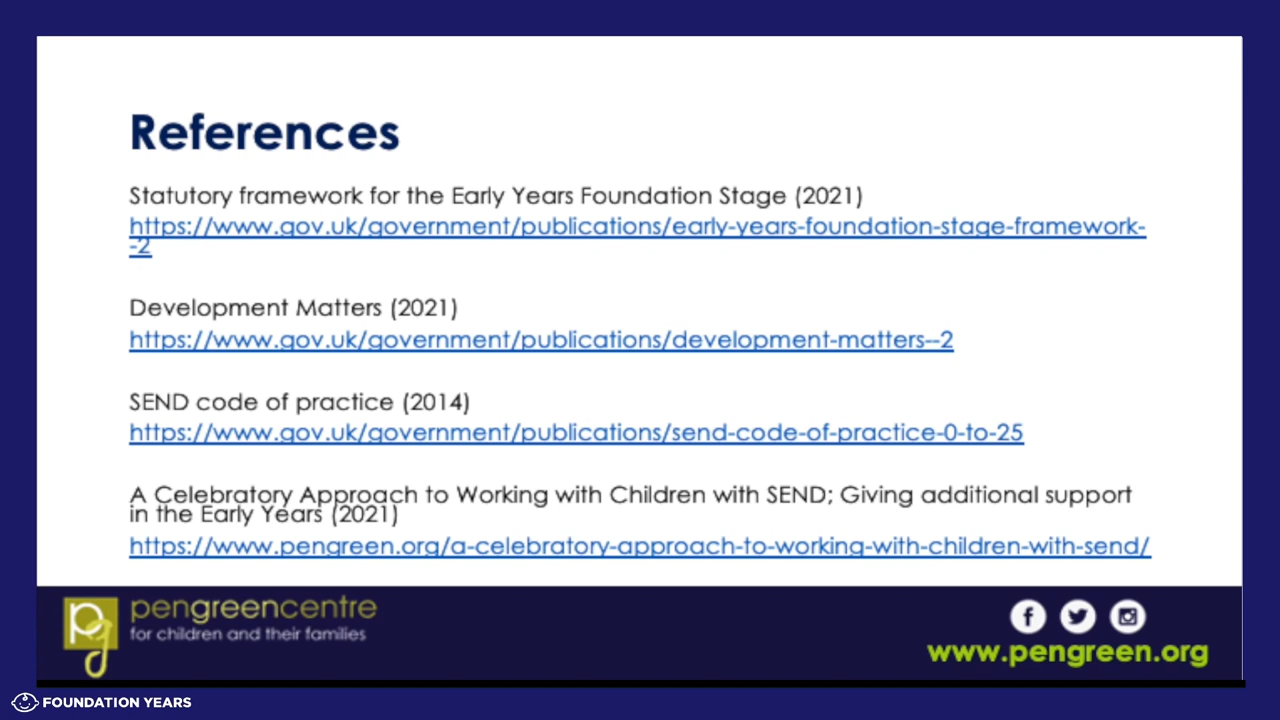 References
Statutory framework for the Early Years Foundation Stage (2021)
https://www.gov.uk/government/publications/early-years-foundation-stage-framework-
-2
Development Matters (2021)
https://www.gov.uk/government/publications/development-matters--2
SEND code of practice (2014)
https://www.gov.uk/government/publications/send-code-of-practice-0-to-25
A Celebratory Approach to Working with Children with SEND; Giving additional support
in the Early Years (2021)
https://www.pengreen.org/a-celebratory-approach-to-working-with-children-with-send/
pg
pengreencentre
for children and their families
www.pengreen.org
FOUNDATION YEARS